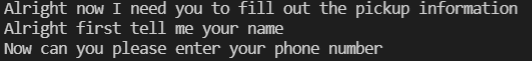 Alright now I need you to fill out the pickup information
Alright first tell me your name
Now can you please enter your phone number